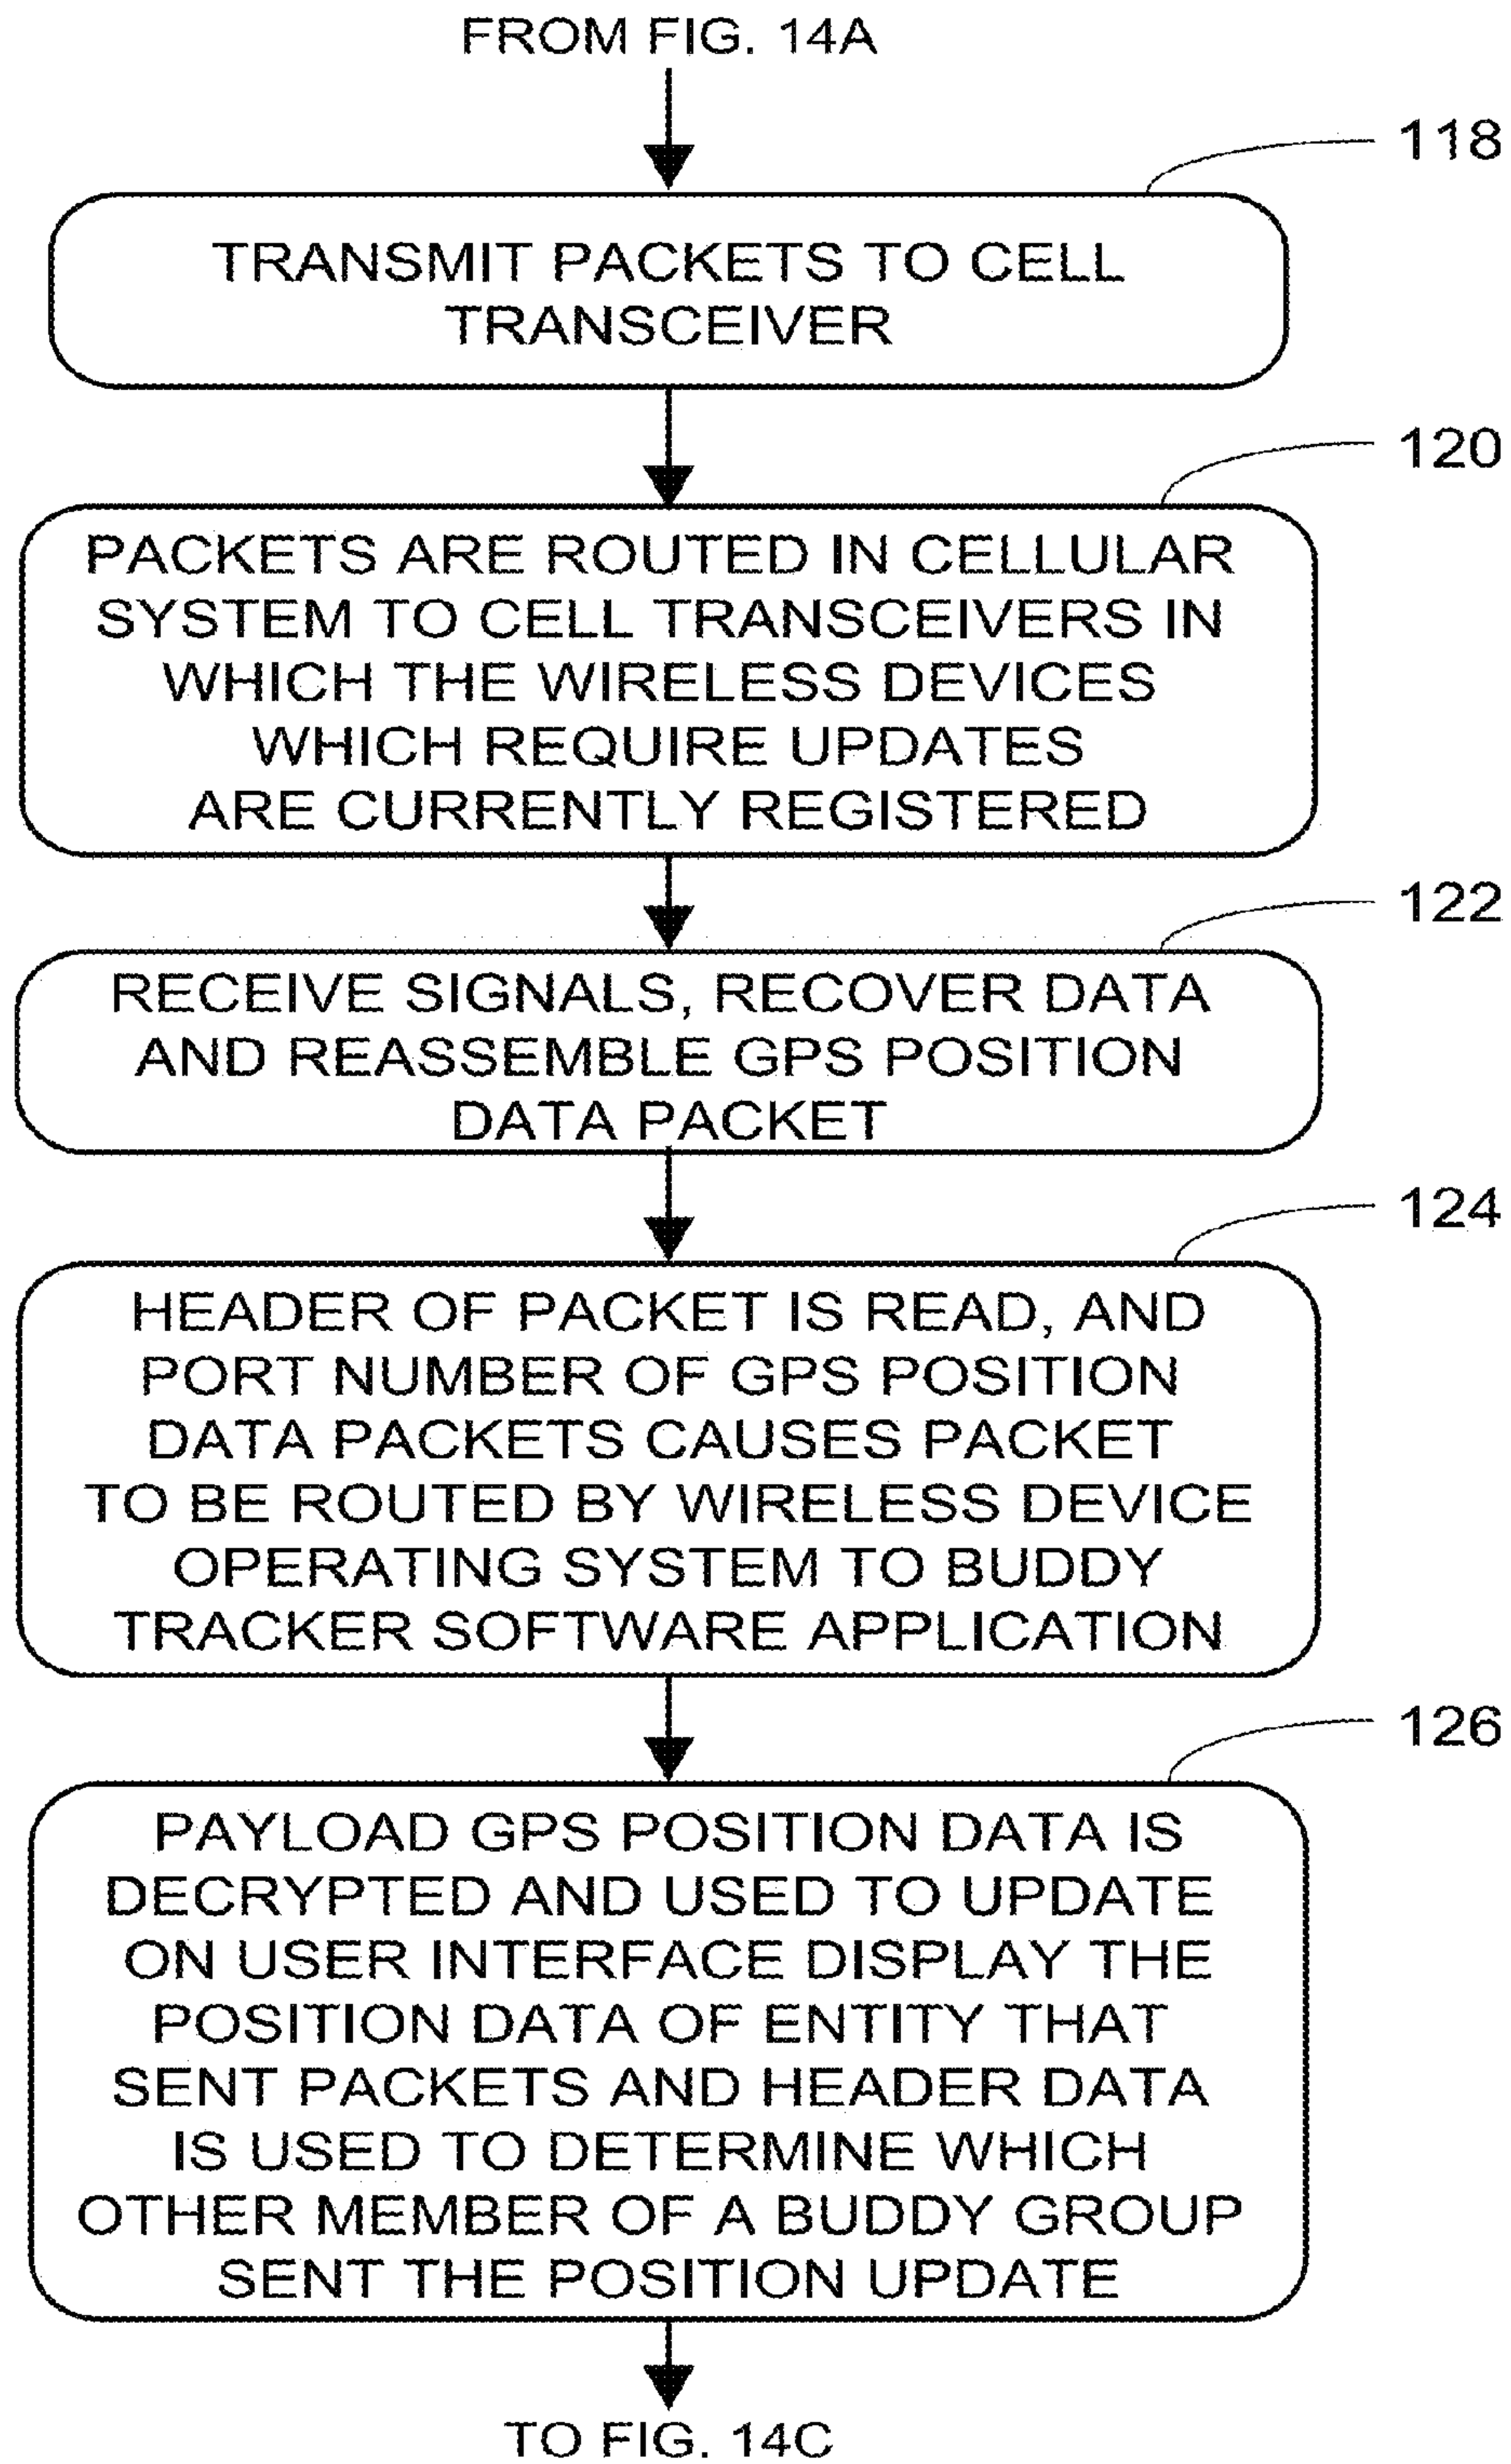 FROM FIG. 14A
118
TRANSMIT PACKETS TO CELL
TRANSCEIVER
120
PACKETS ARE ROUTED IN CELLULAR
SYSTEM TO CELL TRANSCEIVERS IN
WHICH THE WIRELESS DEVICES
WHICH REQUIRE UPDATES
ARE CURRENTLY REGISTERED
122
RECEIVE SIGNALS, RECOVER DATA
AND REASSEMBLE GPS POSITION
DATA PACKET
124
HEADER OF PACKET IS READ, AND
PORT NUMBER OF GPS POSITION
DATA PACKETS CAUSES PACKET
TO BE ROUTED BY WIRELESS DEVICE
OPERATING SYSTEM TO BUDDY
TRACKER SOFTWARE APPLICATION
126
PAYLOAD GPS POSITION DATA IS
DECRYPTED AND USED TO UPDATE
ON USER INTERFACE DISPLAY THE
POSITION DATA OF ENTITY THAT
SENT PACKETS AND HEADER DATA
IS USED TO DETERMINE WHICH
OTHER MEMBER OF A BUDDY GROUP
SENT THE POSITION UPDATE
TO FIG. 14C